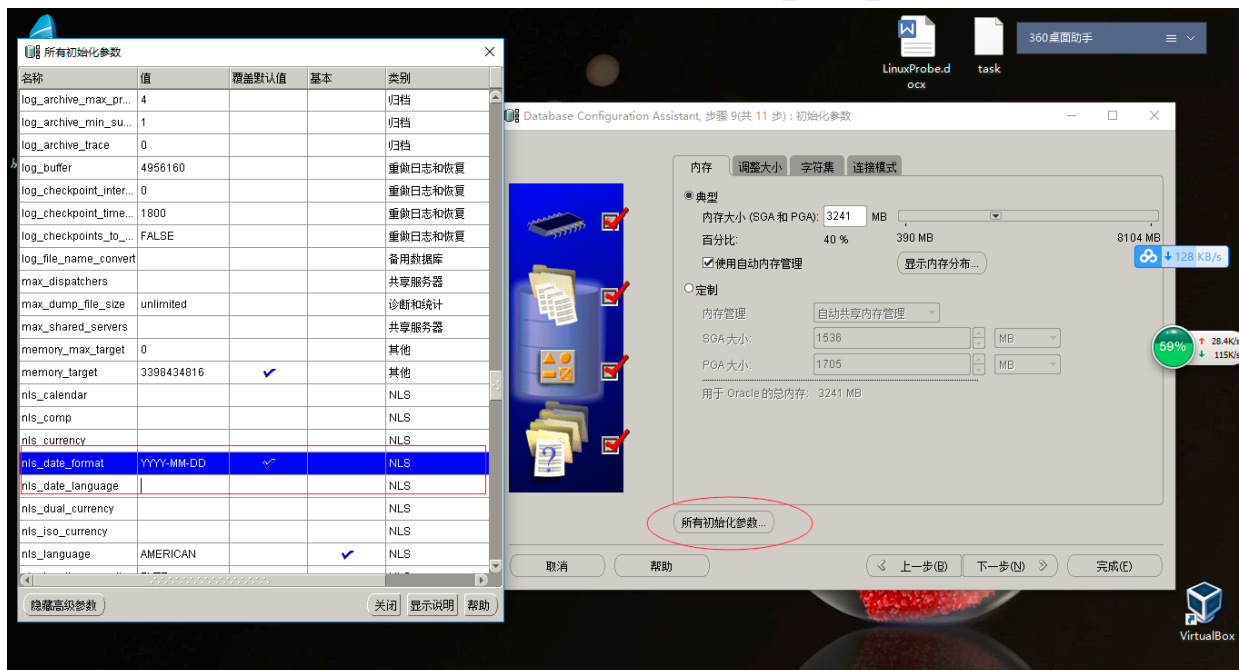 LinuxProbe.d
ocx
task
360桌面助手
所有初始化参数
名称 值 覆盖默认值 基本 类别
log_archive_max_pr... 4 归档
log_archive_min_su... 1 归档
log_archive_trace 0 归档
log_buffer 4956160 重做日志和恢复
log_checkpoint_inter... 0 重做日志和恢复
log_checkpoint_time... 1800 重做日志和恢复
log_checkpoints_to_... FALSE 重做日志和恢复
log_file_name_convert 备用数据库
max_dispatchers 共享服务器
max_dump_file_size unlimited 诊断和统计
max_shared_servers 共享服务器
memory_max_target 0 其他
memory_target 3398434816 其他
nls_calendar NLS
nls_comp NLS
nls_currency NLS
nls_date_format YYYY-MM-DD NLS
nls_date_language NLS
nls_dual_currency NLS
nls_iso_currency NLS
nls_language AMERICAN NLS
隐藏高级参数 关闭 显示说明 帮助
Database Configuration Assistant, 步骤 9(共 11 步) : 初始化参数
内存 调整大小 字符集 连接模式
典型
内存大小 (SGA 和 PGA): 3241 MB
百分比: 40 % 390 MB 8104 MB
使用自动内存管理 显示内存分布...
定制
内存管理 自动共享内存管理
SGA 大小: 1536 MB
PGA 大小: 1705 MB
用于 Oracle 的总内存: 3241 MB
所有初始化参数...
取消 帮助 上一步(B) 下一步(N) 完成(F)
128 KB/s
59% 28.4K/s
115K/s
VirtualBox